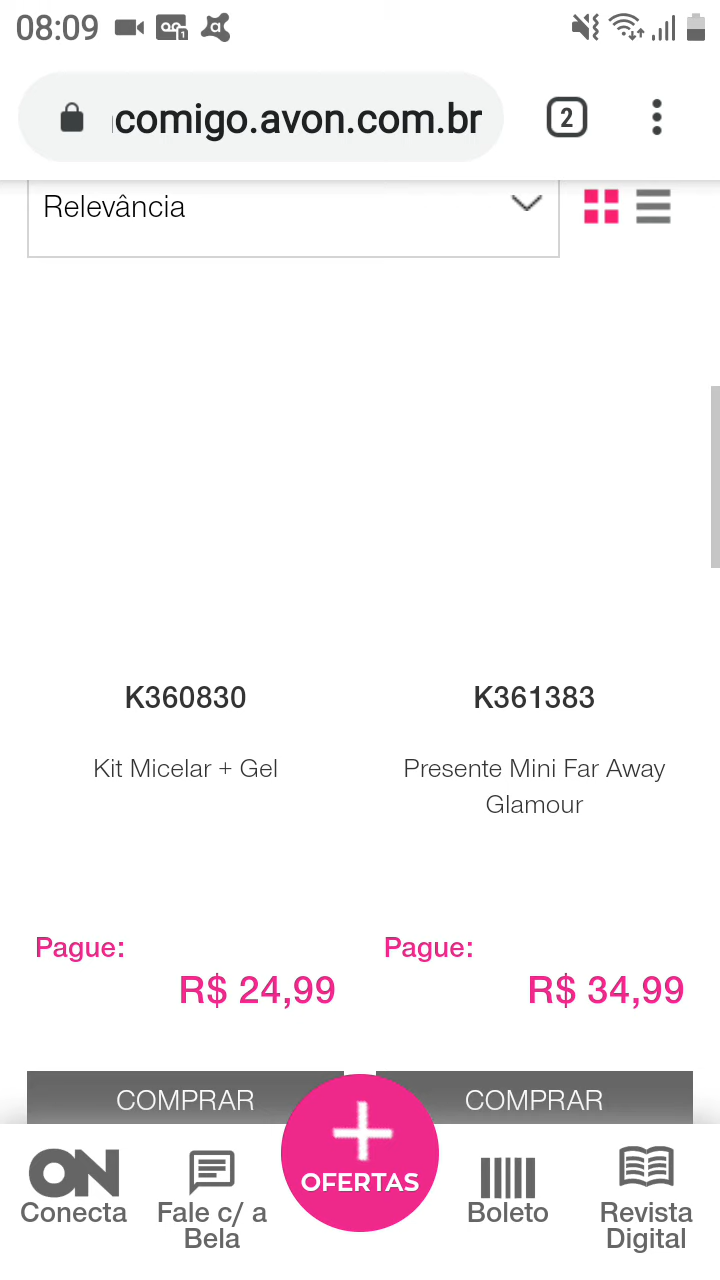 08:09
comigo.avon.com.br
2
Relevância
K360830
K361383
Kit Micelar + Gel
Presente Mini Far Away
Glamour
Pague:
R$ 24,99
Pague:
R$ 34,99
COMPRAR
COMPRAR
OFERTAS
ON
Conecta
Fale c/ a
Bela
Boleto
Revista
Digital